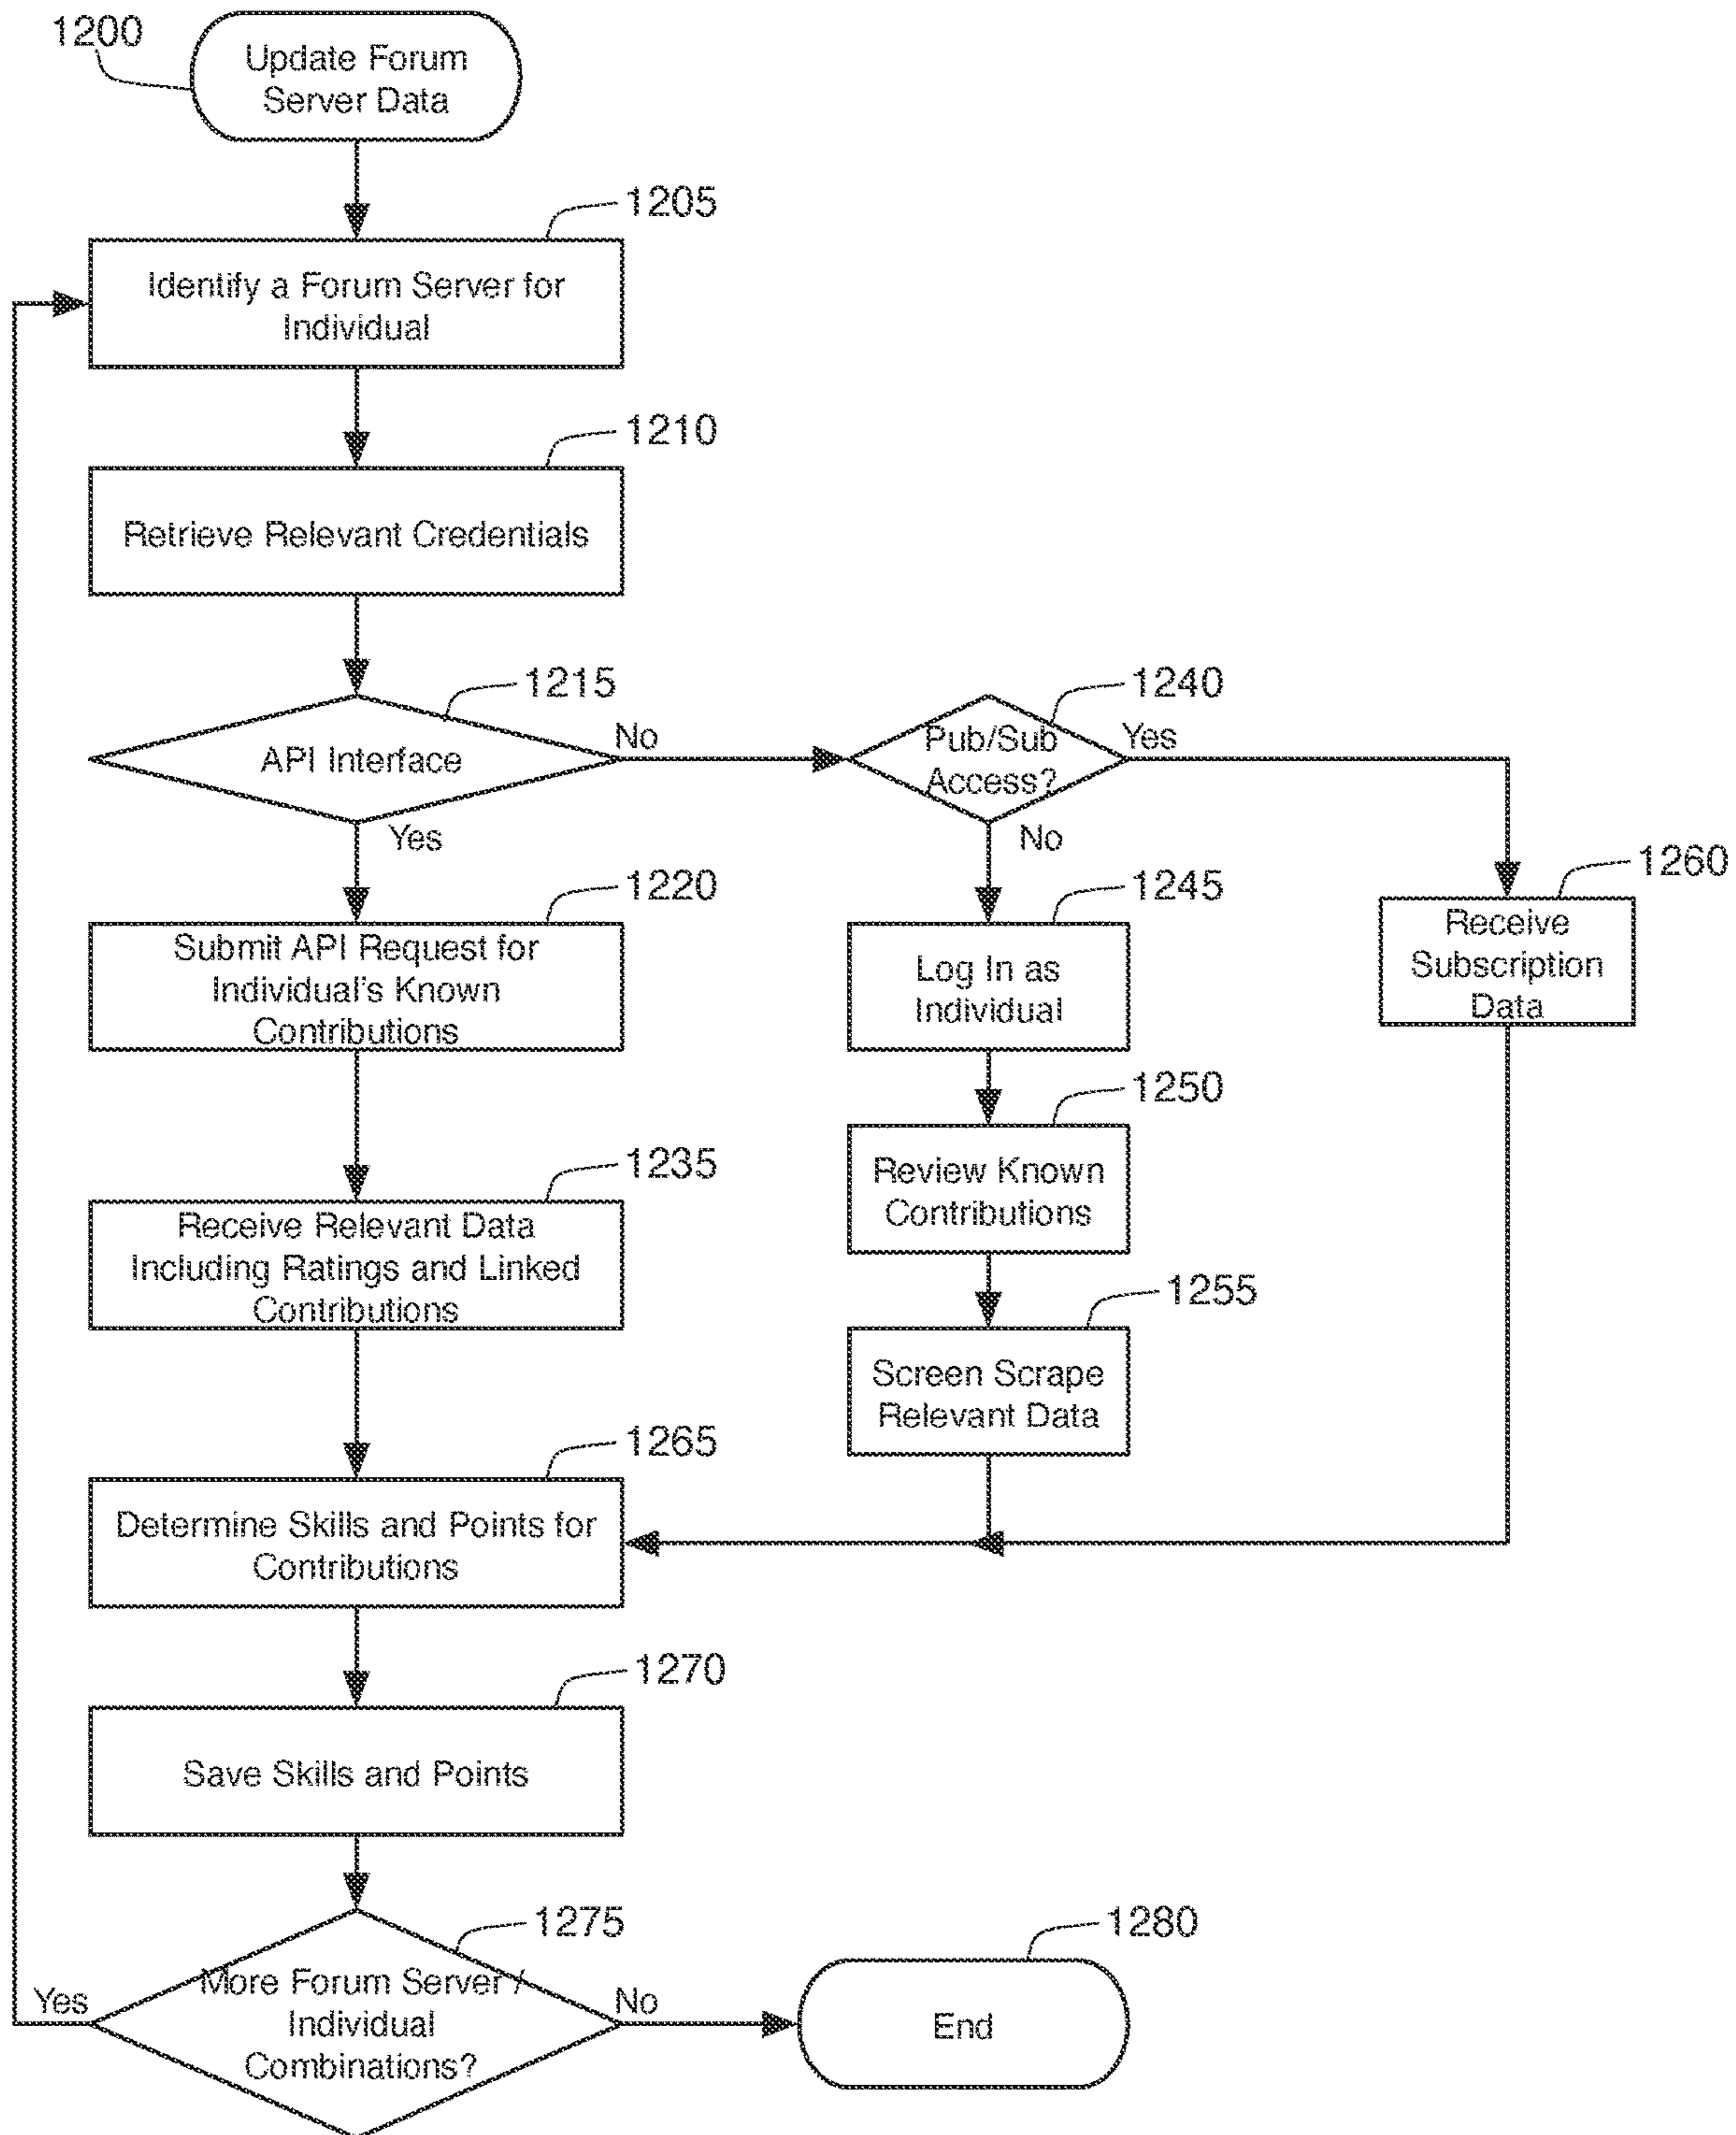 1200
Update Forum
Server Data
1205
Identify a Forum Server for
Individual
1210
Retrieve Relevant Credentials
1215
API Interface
No
Yes
1240
Pub/Sub
Access?
Yes
No
1220
Submit API Request for
Individual's Known
Contributions
1245
Log In as
Individual
1260
Receive
Subscription
Data
1250
Review Known
Contributions
1235
Receive Relevant Data
Including Ratings and Linked
Contributions
1255
Screen Scrape
Relevant Data
1265
Determine Skills and Points for
Contributions
1270
Save Skills and Points
1275
More Forum Server /
Individual
Combinations?
Yes
No
1280
End